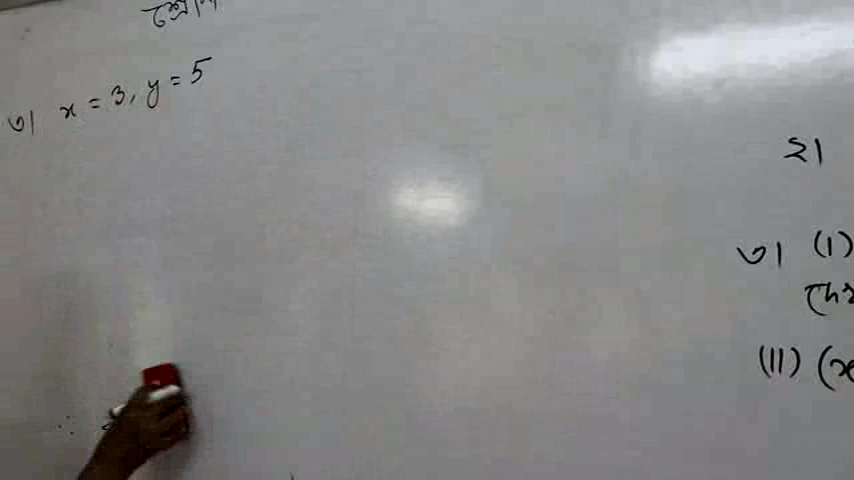 ৩| x = 3, y = 5
২|
৩| (I)
(II) (x